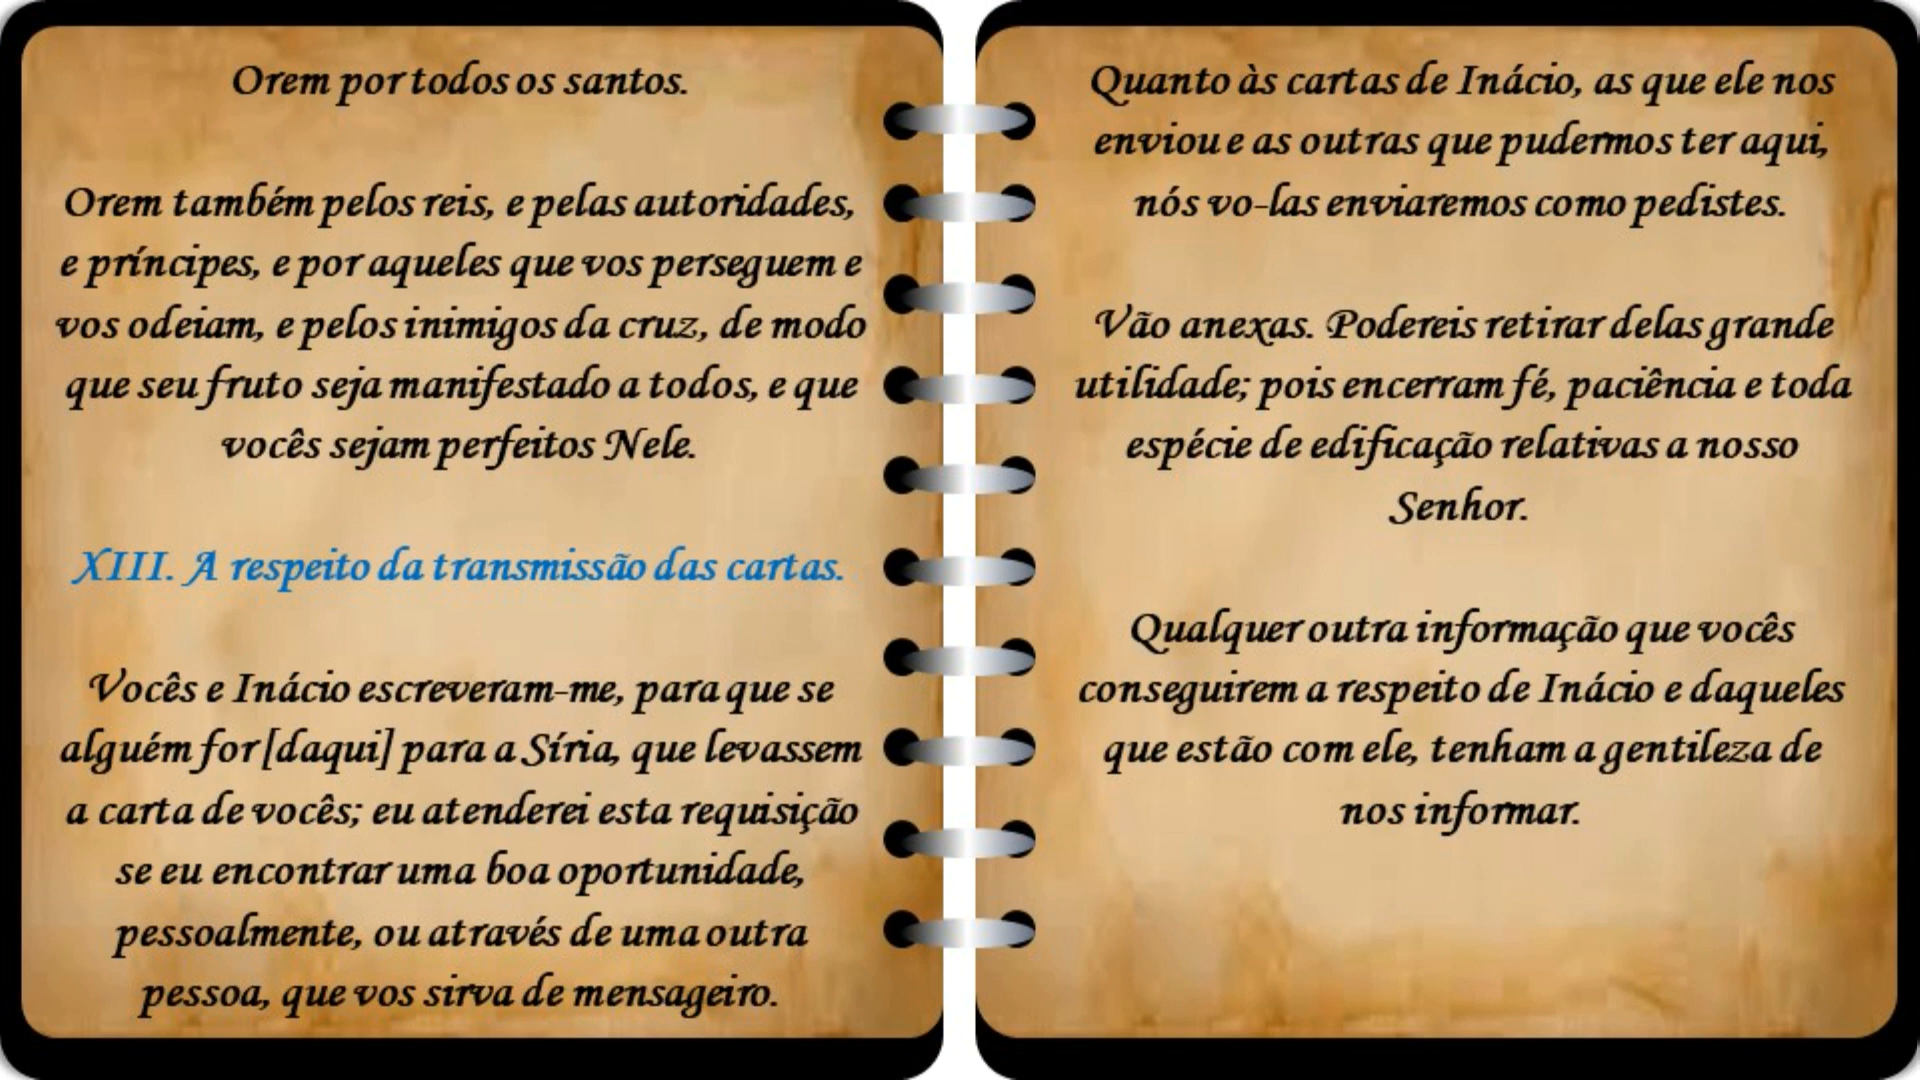 Orem por todos os santos.
Orem também pelos reis, e pelas autoridades,
e príncipes, e por aqueles que vos perseguem e
vos odeiam, e pelos inimigos da cruz, de modo
que seu fruto seja manifestado a todos, e que
vocês sejam perfeitos Nele.
XIII. A respeito da transmissão das cartas.
Vocês e Inácio escreveram-me, para que se
alguém for [daqui] para a Síria, que levassem
a carta de vocês; eu atenderei esta requisição
se eu encontrar uma boa oportunidade,
pessoalmente, ou através de uma outra
pessoa, que vos sirva de mensageiro.
Quanto às cartas de Inácio, as que ele nos
enviou e as outras que pudermos ter aqui,
nós vo-las enviaremos como pedistes.
Vão anexas. Podereis retirar delas grande
utilidade; pois encerram fé, paciência e toda
espécie de edificação relativas a nosso
Senhor.
Qualquer outra informação que vocês
conseguirem a respeito de Inácio e daqueles
que estão com ele, tenham a gentileza de
nos informar.